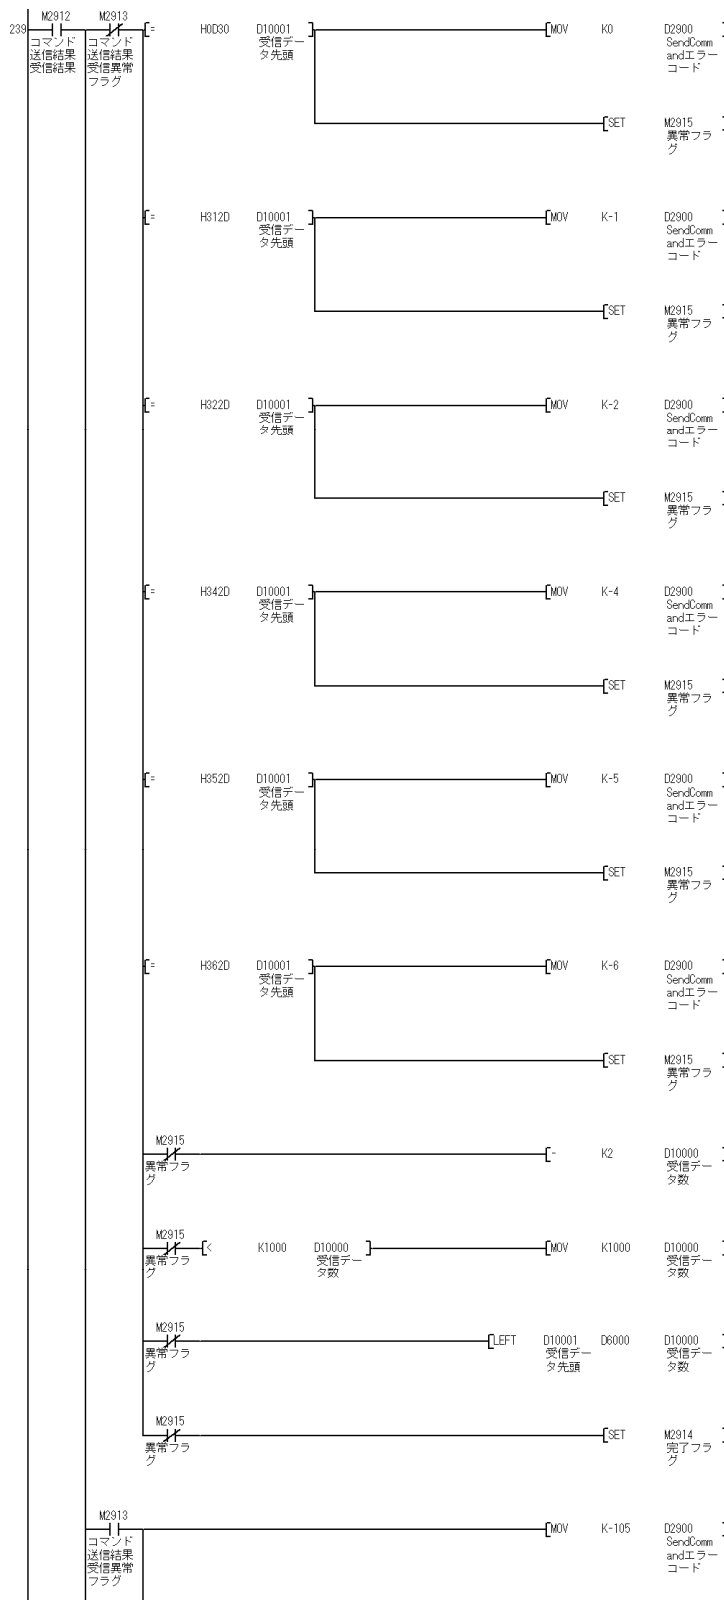 M2912 M2913
239 [= H0D30 D10001 ] [MOV K0 D2900 ]
コマンド
送信結果
受信結果
コマンド
送信結果
受信異常
フラグ
受信デー
タ先頭
SendComm
andエラー
コード
[SET M2915 ]
異常フラ
グ
[= H312D D10001 ] [MOV K-1 D2900 ]
受信デー
タ先頭
SendComm
andエラー
コード
[SET M2915 ]
異常フラ
グ
[= H322D D10001 ] [MOV K-2 D2900 ]
受信デー
タ先頭
SendComm
andエラー
コード
[SET M2915 ]
異常フラ
グ
[= H342D D10001 ] [MOV K-4 D2900 ]
受信デー
タ先頭
SendComm
andエラー
コード
[SET M2915 ]
異常フラ
グ
[= H352D D10001 ] [MOV K-5 D2900 ]
受信デー
タ先頭
SendComm
andエラー
コード
[SET M2915 ]
異常フラ
グ
[= H362D D10001 ] [MOV K-6 D2900 ]
受信デー
タ先頭
SendComm
andエラー
コード
[SET M2915 ]
異常フラ
グ
M2915
[- K2 D10000 ]
異常フラ
グ
受信デー
タ数
M2915
[< K1000 D10000 ] [MOV K1000 D10000 ]
異常フラ
グ
受信デー
タ数
受信デー
タ数
M2915
[LEFT D10001 D6000 D10000 ]
異常フラ
グ
受信デー
タ先頭
受信デー
タ数
M2915
[SET M2914 ]
異常フラ
グ
完了フラ
グ
M2913
[MOV K-105 D2900 ]
コマンド
送信結果
受信異常
フラグ
SendComm
andエラー
コード